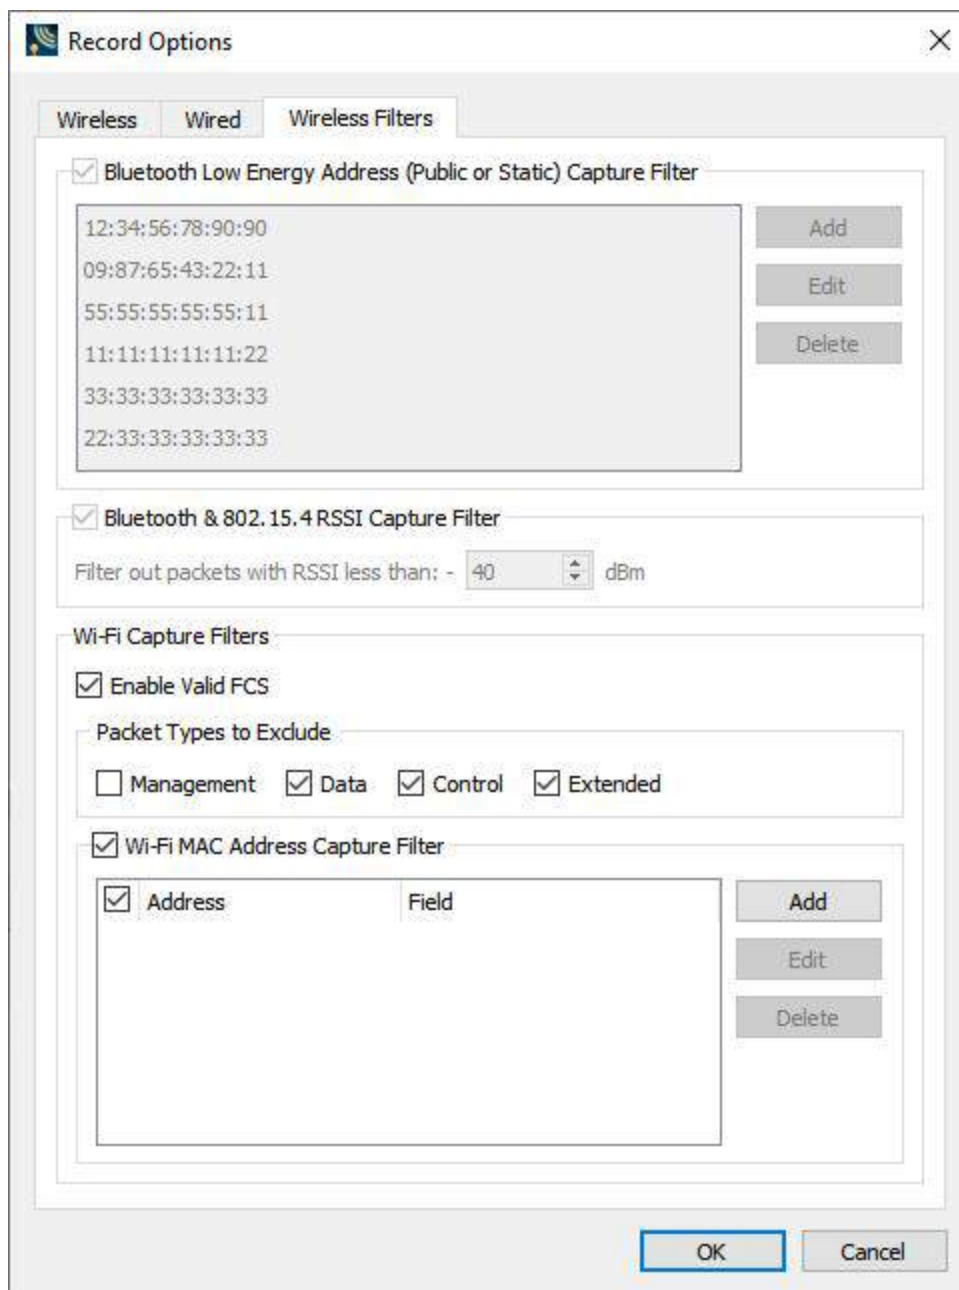 Record Options
Wireless Wired Wireless Filters
Bluetooth Low Energy Address (Public or Static) Capture Filter
12:34:56:78:90:90
Add
09:87:65:43:22:11
Edit
55:55:55:55:55:11
11:11:11:11:11:22
Delete
33:33:33:33:33:33
22:33:33:33:33:33
Bluetooth & 802.15.4 RSSI Capture Filter
Filter out packets with RSSI less than: - 40 dBm
Wi-Fi Capture Filters
Enable Valid FCS
Packet Types to Exclude
Management Data Control Extended
Wi-Fi MAC Address Capture Filter
Address Field
Add
Edit
Delete
OK Cancel